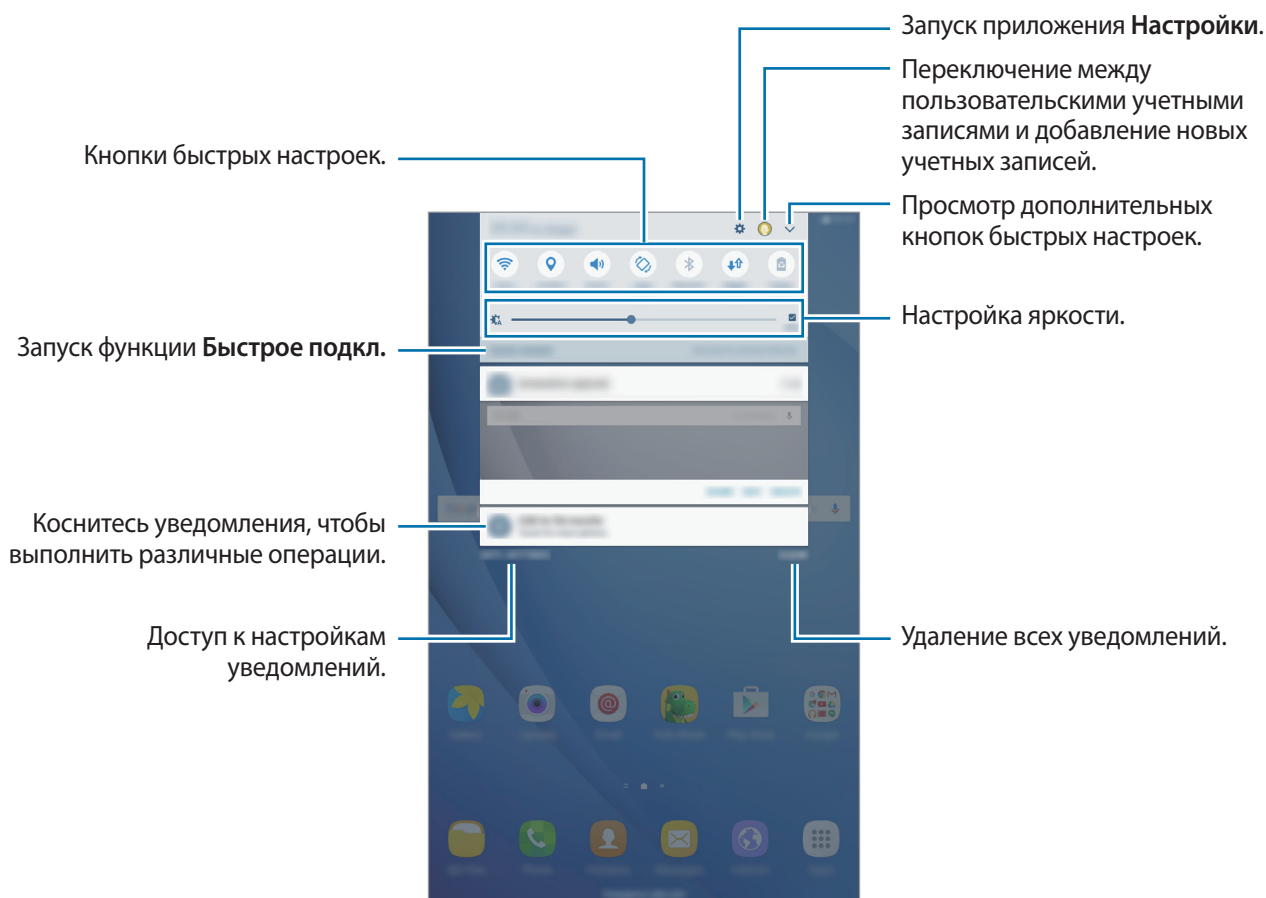 Запуск приложения Настройки.
Переключение между
пользовательскими учетными
записями и добавление новых
учетных записей.
Кнопки быстрых настроек.
Просмотр дополнительных
кнопок быстрых настроек.
Настройка яркости.
Запуск функции Быстрое подкл.
Коснитесь уведомления, чтобы
выполнить различные операции.
Доступ к настройкам
уведомлений.
Удаление всех уведомлений.